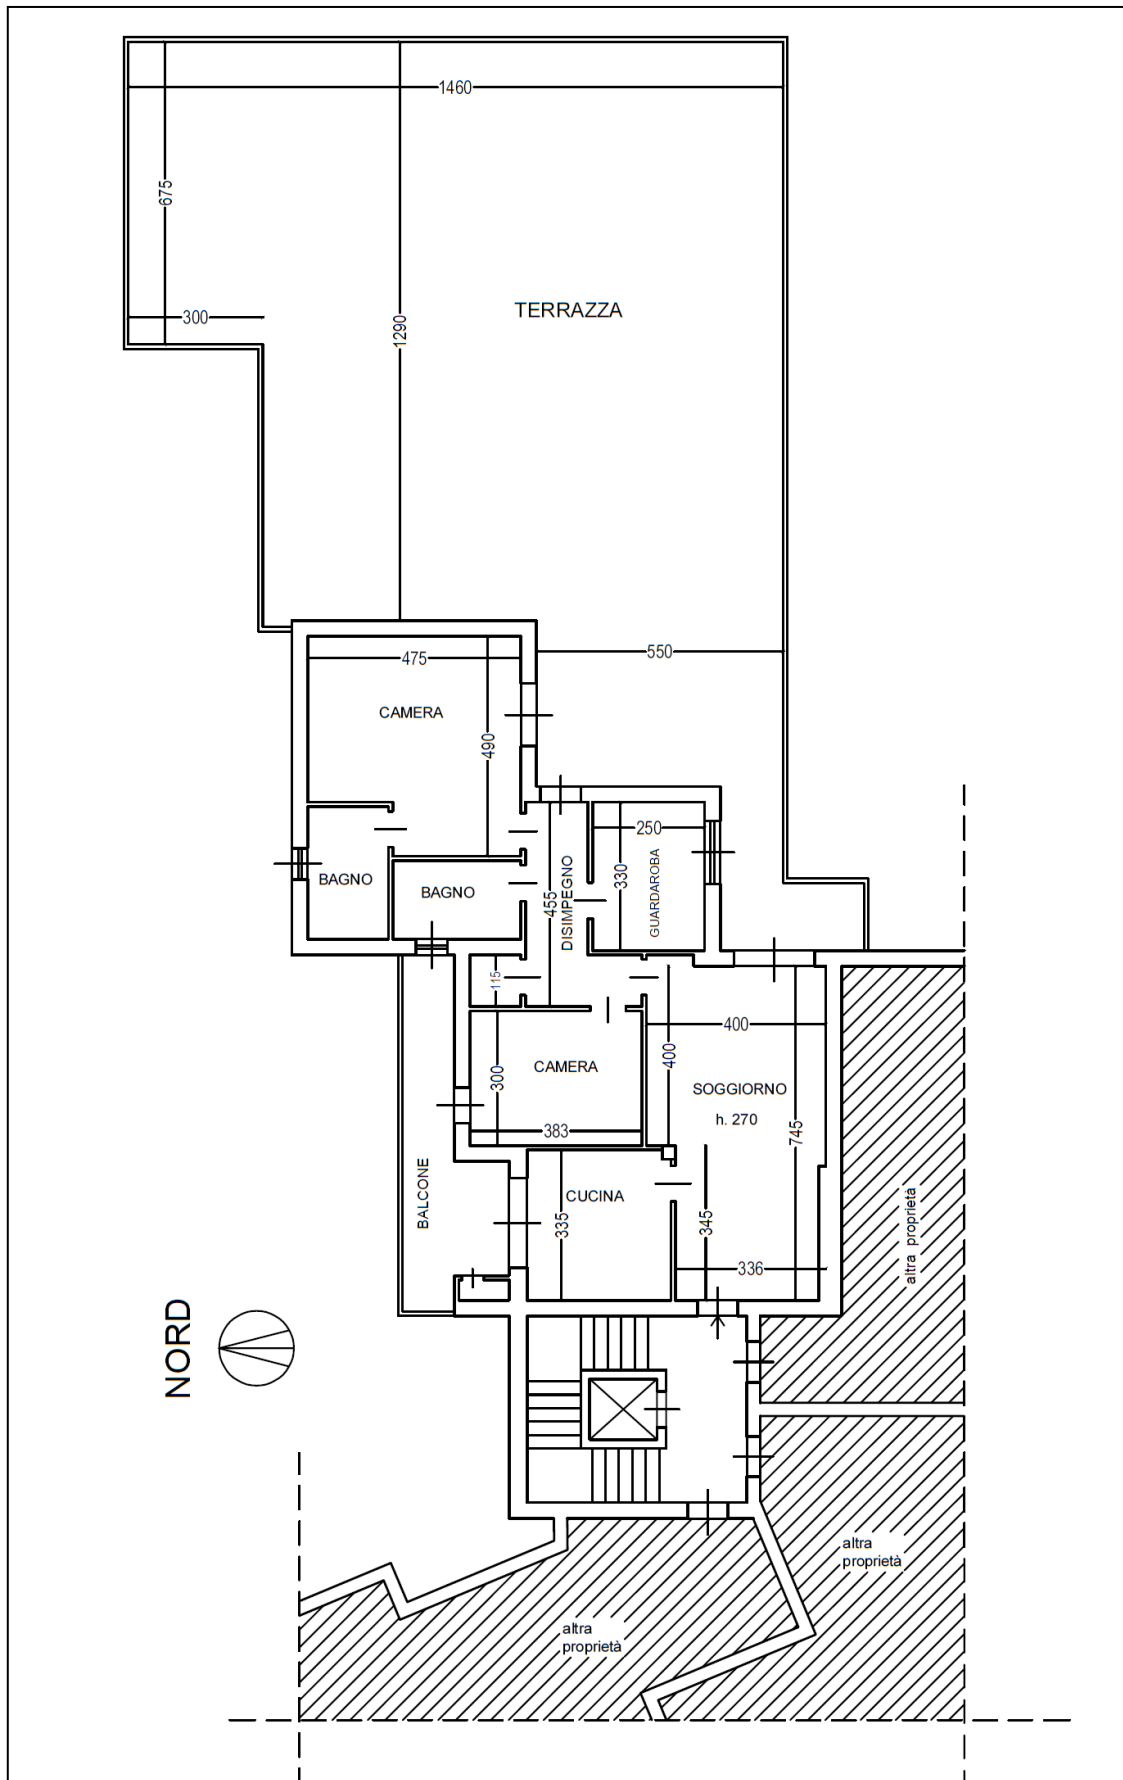 1460
675
300
1290
TERRAZZA
475
550
CAMERA
490
250
330
GUARDAROBA
BAGNO
BAGNO
455
DISIMPEGNO
115
400
400
CAMERA
300
383
SOGGIORNO
h. 270
745
BALCONE
CUCINA
335
345
336
altra proprietà
NORD
altra
proprietà
altra
proprietà